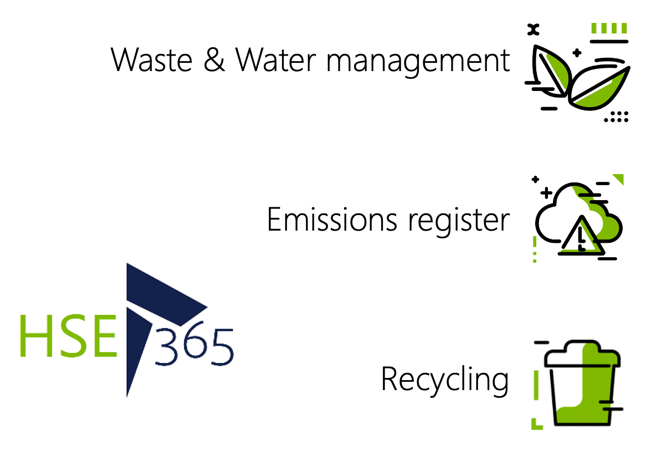 Waste & Water management
Emissions register
HSE 365
Recycling